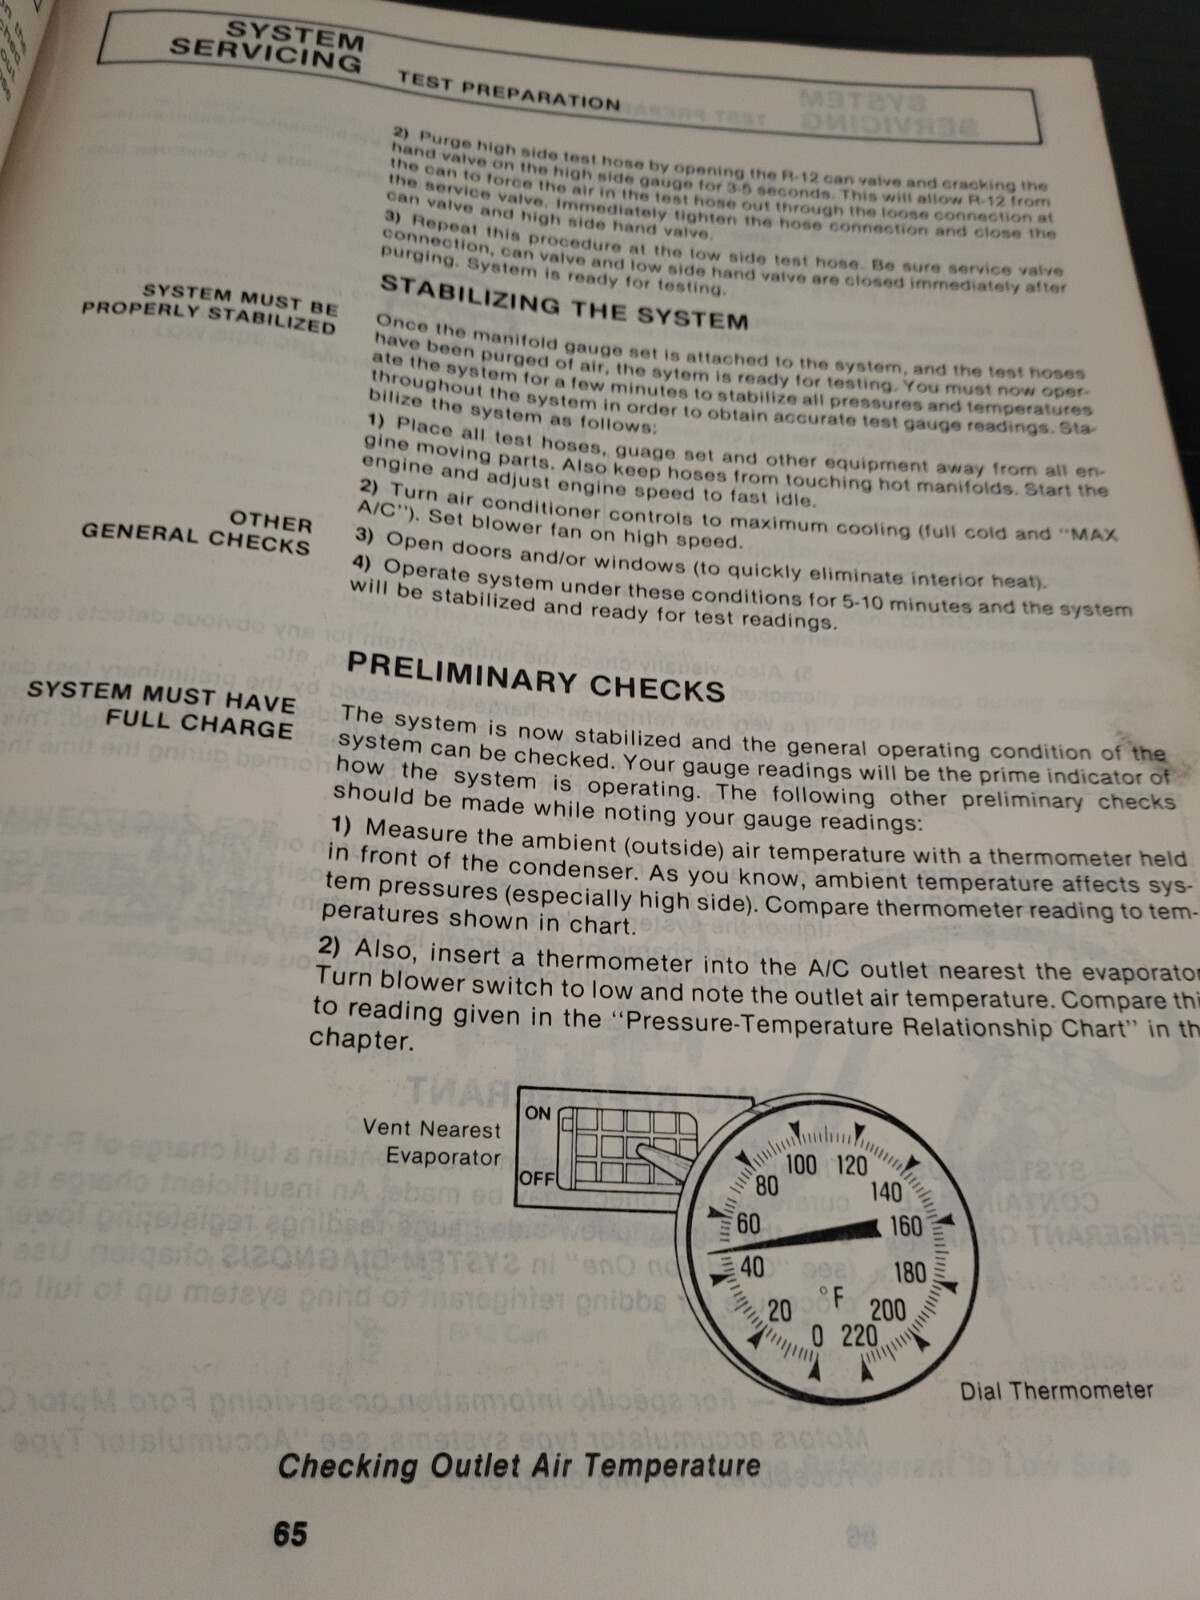 SYSTEM
SERVICING
TEST PREPARATION
2) Purge high side test hose by opening the R-12 can valve and cracking the
hand valve on the high side gauge for 3-5 seconds. This will allow R-12 from
the can to force the air in the test hose out through the loose connection at
the service valve. Immediately tighten the hose connection and close the
can valve and high side hand valve.
3) Repeat this procedure at the low side test hose. Be sure service valve
connection, can valve and low side hand valve are closed immediately after
purging. System is ready for testing.
SYSTEM MUST BE
PROPERLY STABILIZED
STABILIZING THE SYSTEM
Once the manifold gauge set is attached to the system, and the test hoses
have been purged of air, the sytem is ready for testing. You must now oper-
ate the system for a few minutes to stabilize all pressures and temperatures
throughout the system in order to obtain accurate test gauge readings. Sta-
bilize the system as follows:
1) Place all test hoses, guage set and other equipment away from all en-
gine moving parts. Also keep hoses from touching hot manifolds. Start the
engine and adjust engine speed to fast idle.
2) Turn air conditioner controls to maximum cooling (full cold and "MAX
A/C"). Set blower fan on high speed.
OTHER
GENERAL CHECKS
3) Open doors and/or windows (to quickly eliminate interior heat).
4) Operate system under these conditions for 5-10 minutes and the system
will be stabilized and ready for test readings.
PRELIMINARY CHECKS
SYSTEM MUST HAVE
FULL CHARGE
The system is now stabilized and the general operating condition of the
system can be checked. Your gauge readings will be the prime indicator of
how the system is operating. The following other preliminary checks
should be made while noting your gauge readings:
1) Measure the ambient (outside) air temperature with a thermometer held
in front of the condenser. As you know, ambient temperature affects sys-
tem pressures (especially high side). Compare thermometer reading to tem-
peratures shown in chart.
2) Also, insert a thermometer into the A/C outlet nearest the evaporator
Turn blower switch to low and note the outlet air temperature. Compare thi
to reading given in the "Pressure-Temperature Relationship Chart" in th
chapter.
Vent Nearest
Evaporator
ON
OFF
0
20
40
60
80
100
120
140
160
180
200
220
°F
Dial Thermometer
Checking Outlet Air Temperature
65